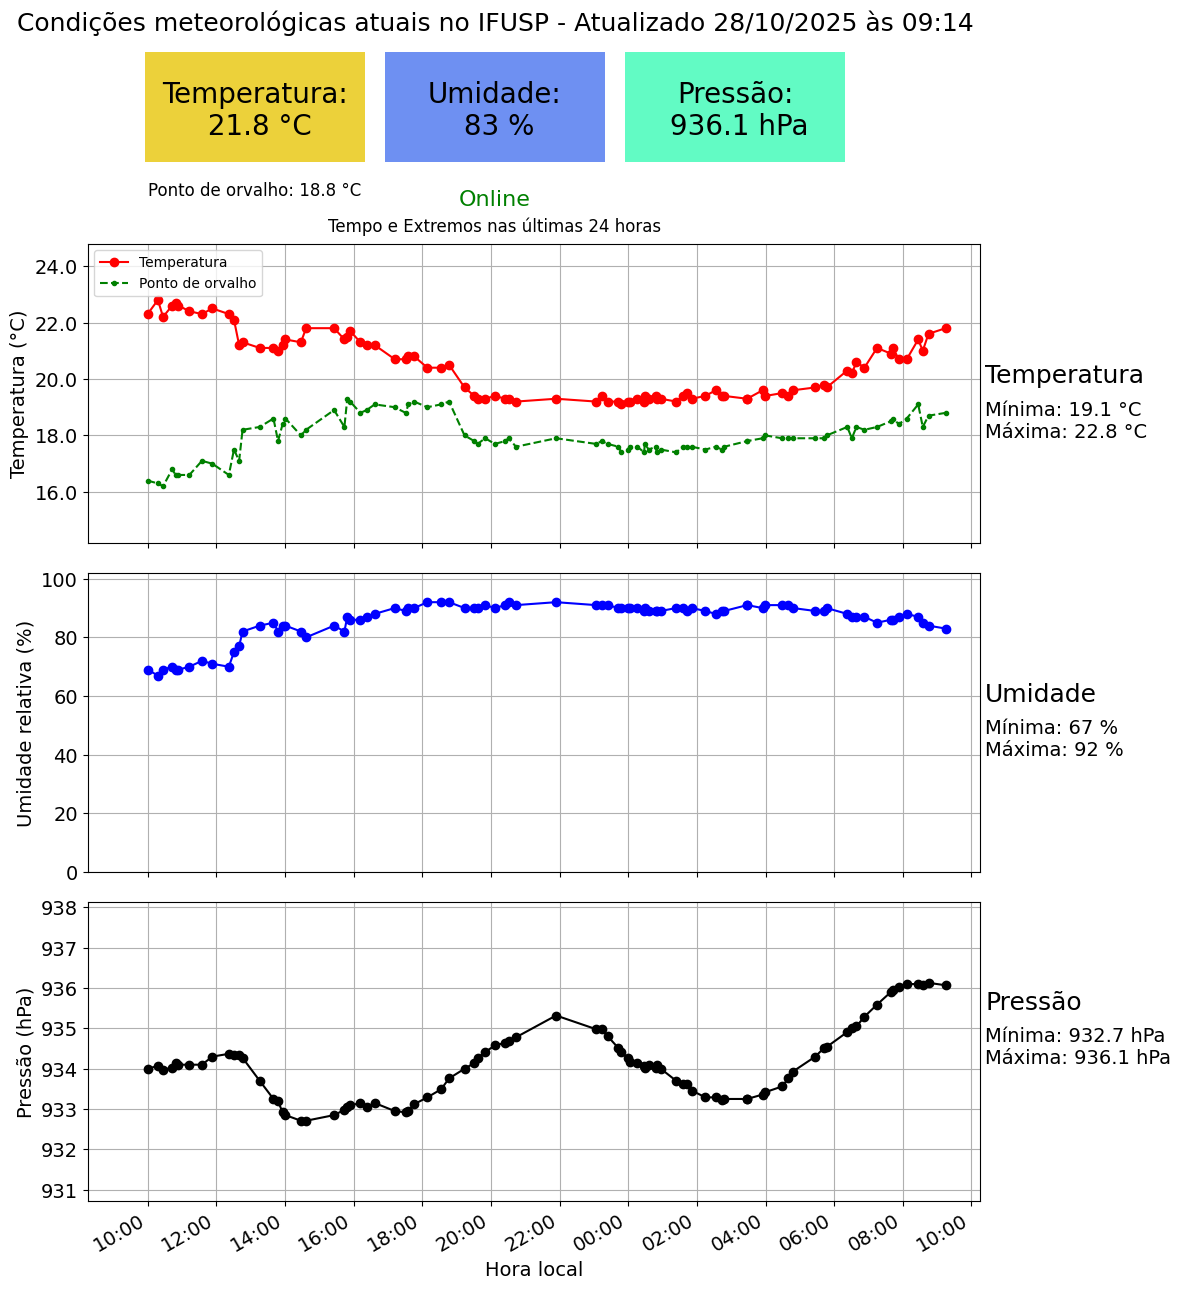 Condições meteorológicas atuais no IFUSP - Atualizado 28/10/2025 às 09:14
Temperatura:
21.8 °C
Umidade:
83 %
Pressão:
936.1 hPa
Ponto de orvalho: 18.8 °C
Online
Tempo e Extremos nas últimas 24 horas
Temperatura
Ponto de orvalho
Temperatura (°C)
24.0
22.0
20.0
18.0
16.0
Temperatura
Mínima: 19.1 °C
Máxima: 22.8 °C
Umidade relativa (%)
100
80
60
40
20
0
Umidade
Mínima: 67 %
Máxima: 92 %
Pressão (hPa)
938
937
936
935
934
933
932
931
Pressão
Mínima: 932.7 hPa
Máxima: 936.1 hPa
10:00
12:00
14:00
16:00
18:00
20:00
22:00
00:00
02:00
04:00
06:00
08:00
10:00
Hora local